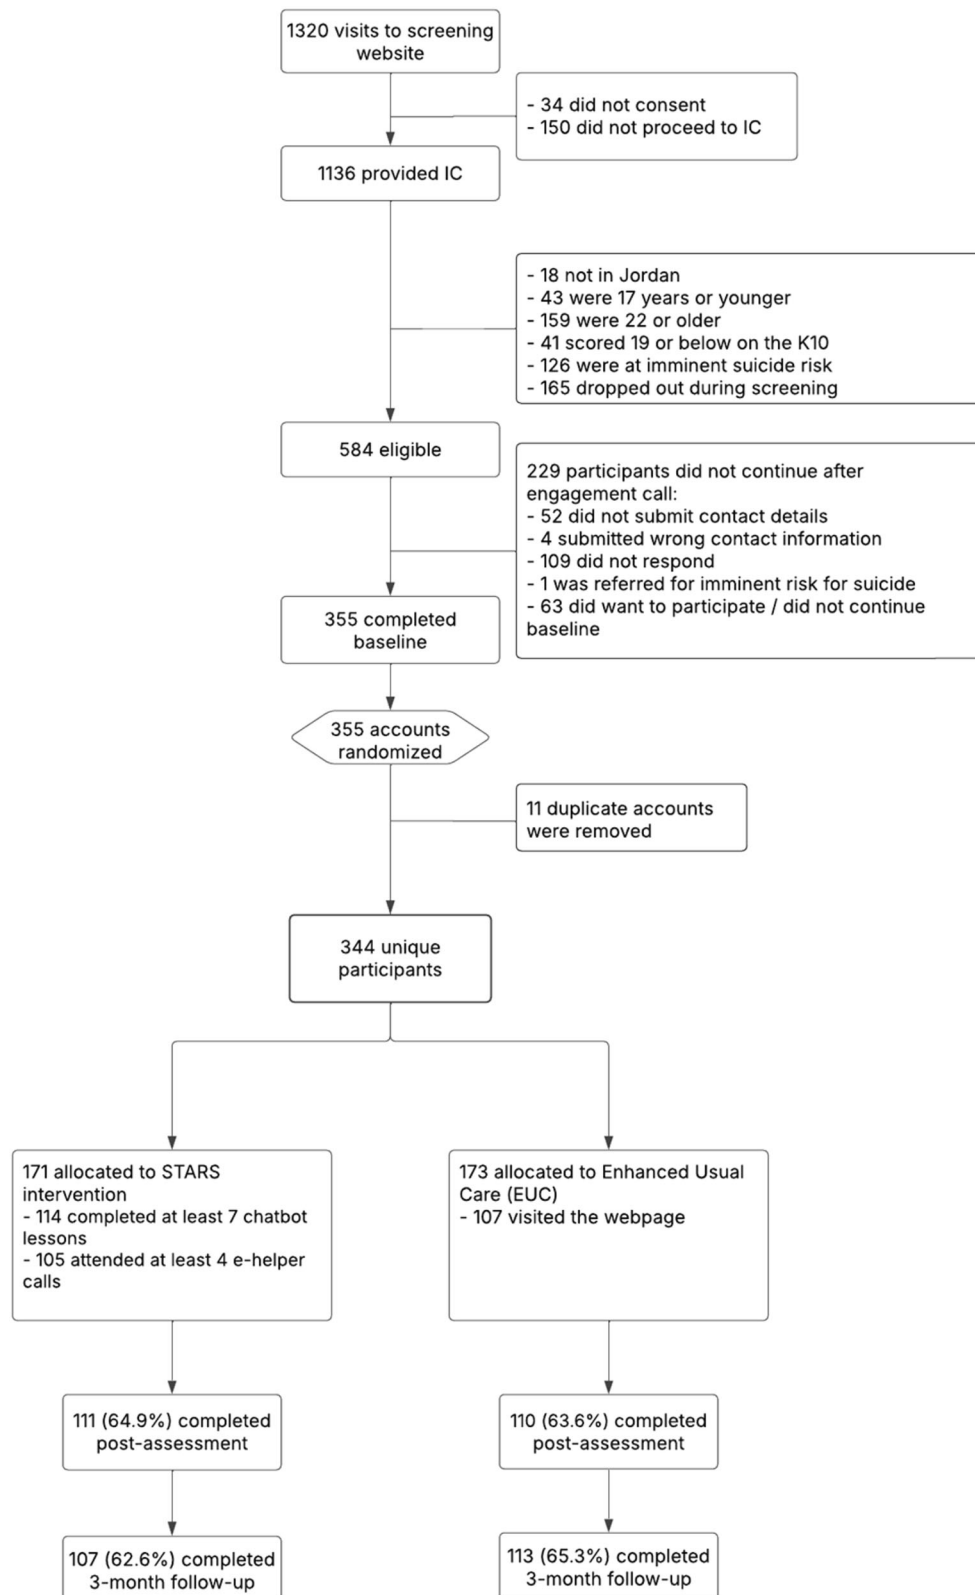 1320 visits to screening
website
- 34 did not consent
- 150 did not proceed to IC
1136 provided IC
- 18 not in Jordan
- 43 were 17 years or younger
- 159 were 22 or older
- 41 scored 19 or below on the K10
- 126 were at imminent suicide risk
- 165 dropped out during screening
584 eligible
229 participants did not continue after
engagement call:
- 52 did not submit contact details
- 4 submitted wrong contact information
- 109 did not respond
- 1 was referred for imminent risk for suicide
- 63 did want to participate / did not continue
baseline
355 completed
baseline
355 accounts
randomized
11 duplicate accounts
were removed
344 unique
participants
171 allocated to STARS
intervention
- 114 completed at least 7 chatbot
lessons
- 105 attended at least 4 e-helper
calls
173 allocated to Enhanced Usual
Care (EUC)
- 107 visited the webpage
111 (64.9%) completed
post-assessment
110 (63.6%) completed
post-assessment
107 (62.6%) completed
3-month follow-up
113 (65.3%) completed
3-month follow-up